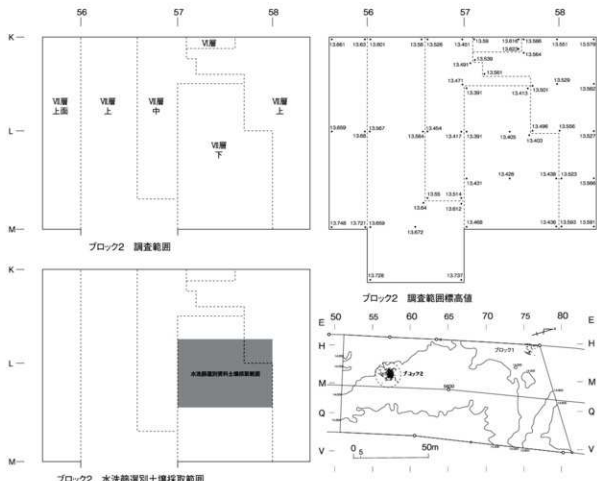 56
57
58
K
L
M
Ⅵ層
Ⅶ層
上面
Ⅶ層
上
Ⅶ層
中
Ⅶ層
下
Ⅶ層
上
ブロック2 調査範囲
K
L
M
水洗篩選別資料土壌採取範囲
ブロック2 水洗篩選別土壌採取範囲
56
57
58
K
L
M
13.661 13.63 13.601 13.58 13.526 13.451 13.59 13.616 13.586 13.551 13.579
13.564
13.539
13.491
13.561
13.471 13.391 13.413 13.501 13.529 13.562
13.659 13.66 13.567 13.564 13.454 13.417 13.391 13.405 13.496 13.403 13.556 13.527
13.431 13.426 13.438 13.523 13.566
13.55 13.514
13.64 13.612
13.748 13.721 13.659 13.672 13.468 13.436 13.565 13.591
13.726 13.737
ブロック2 調査範囲標高値
50 55 60 65 70 75 80
E
H
M
Q
V
E
H
M
Q
V
ブロック1
ブロック2
0 5 50m